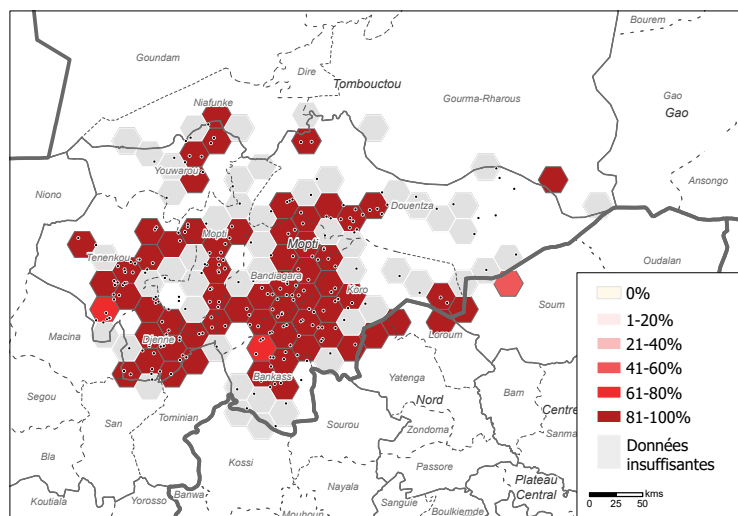 Bourem
Goundam
Dire
Tombouctou
Niafunke
Gourma-Rharous
Gao
Gao
Youwarou
Ansongo
Niono
Douentza
Mopti
Mopti
Tenenkou
Oudalan
Bandiagara
Koro
Soum
Macina
Djenne
Loroum
Bankass
Yatenga
Segou
Bam
Nord
Centre
San
Tominian
Sourou
Zondoma
Sanma
Bla
Kossi
Passore
Plateau
Central
Nayala
Koutiala
Yorosso
Banwa
Sanguie
Boulkiemde
Mouhoun
0%
1-20%
21-40%
41-60%
61-80%
81-100%
Données
insuffisantes
0 25 50 kms